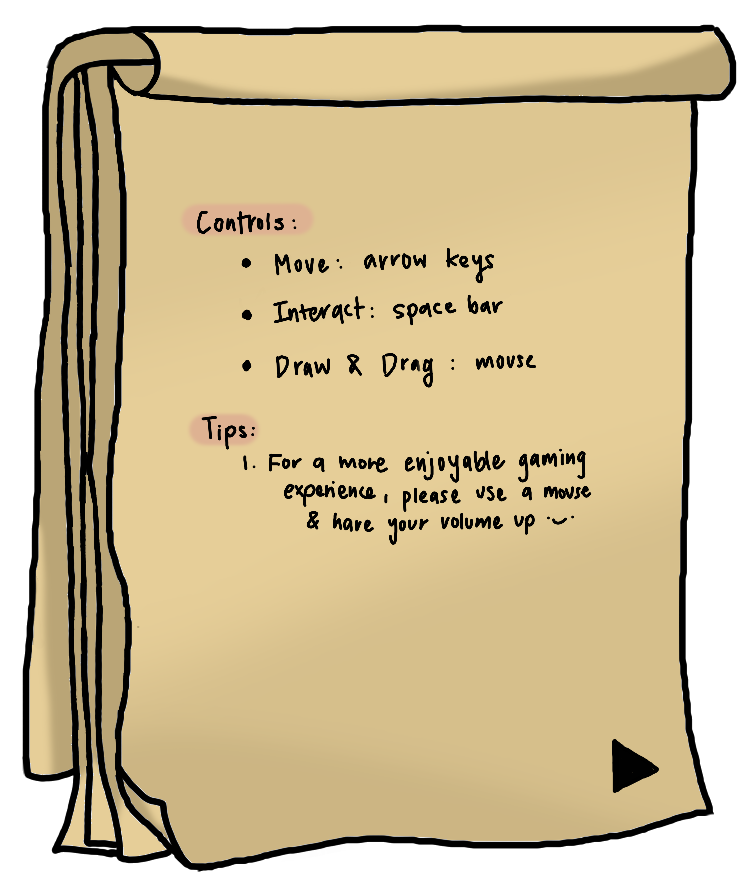 Controls:
• Move: arrow keys
• Interact: space bar
• Draw & Drag: mouse
Tips:
1. For a more enjoyable gaming
experience, please use a mouse
& have your volume up ·‿·